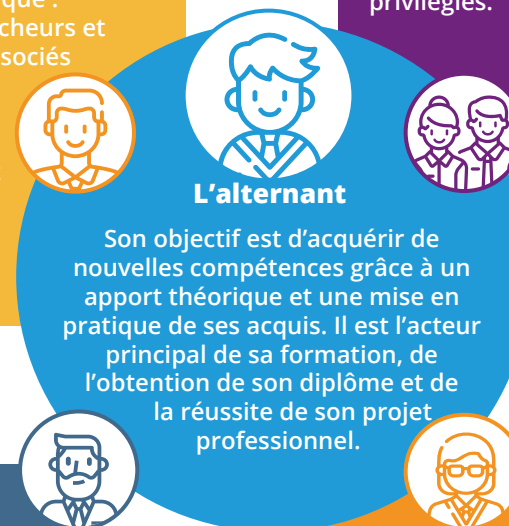 que :
cheurs et
sociés
privilégiés.
L'alternant
Son objectif est d'acquérir de
nouvelles compétences grâce à un
apport théorique et une mise en
pratique de ses acquis. Il est l'acteur
principal de sa formation, de
l'obtention de son diplôme et de
la réussite de son projet
professionnel.